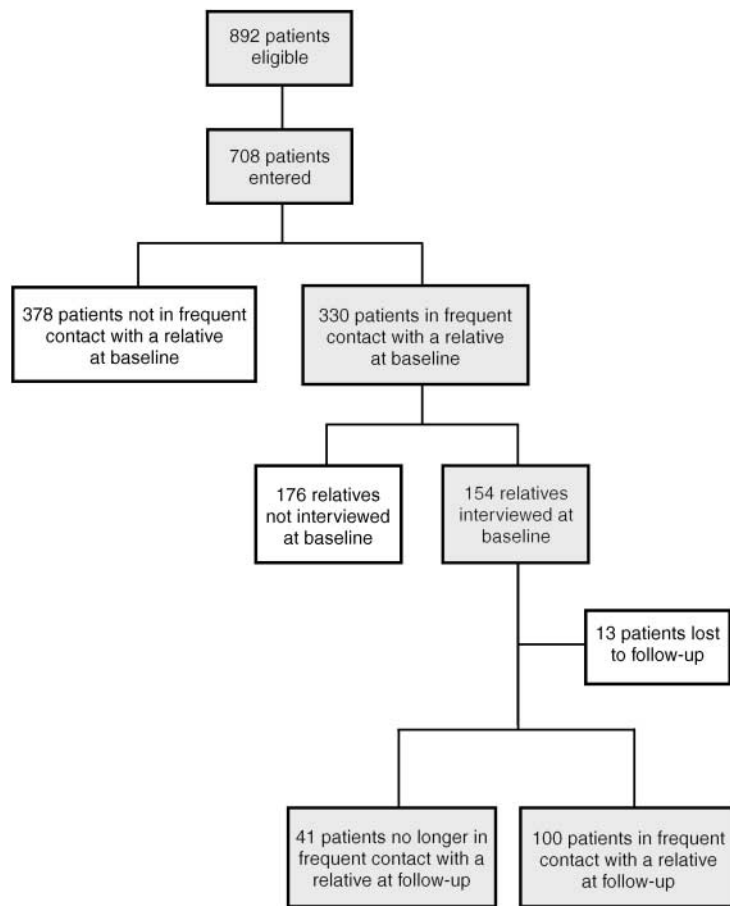 892 patients
eligible
708 patients
entered
378 patients not in frequent
contact with a relative
at baseline
330 patients in frequent
contact with a relative
at baseline
176 relatives
not interviewed
at baseline
154 relatives
interviewed at
baseline
13 patients lost
to follow-up
41 patients no longer in
frequent contact with a
relative at follow-up
100 patients in frequent
contact with a relative
at follow-up